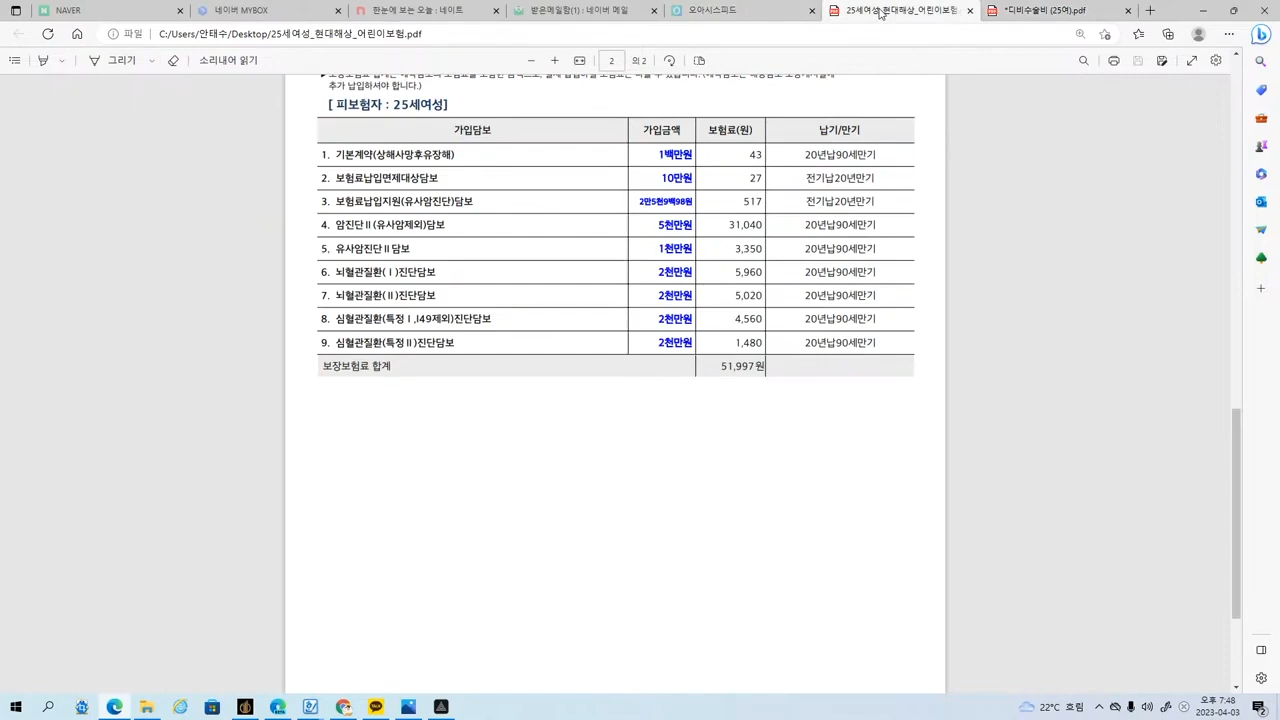 NAVER
네이버 MYBOX
한눈에 보는 오늘 : 네이트
받은메일함(1) : 네이버 메일
오아시스피드
25세여성_현대해상_어린이보험
*디비수술비 (25여).pdf
파일
C:/Users/안태수/Desktop/25세여성_현대해상_어린이보험.pdf
그리기
소리내어 읽기
2
의 2
추가 납입하셔야 합니다.)
[ 피보험자 : 25세여성]
가입담보 가입금액 보험료(원) 납기/만기
1. 기본계약(상해사망후유장해) 1백만원 43 20년납90세만기
2. 보험료납입면제대상담보 10만원 27 전기납20년만기
3. 보험료납입지원(유사암진단)담보 2만5천9백98원 517 전기납20년만기
4. 암진단Ⅱ(유사암제외)담보 5천만원 31,040 20년납90세만기
5. 유사암진단Ⅱ담보 1천만원 3,350 20년납90세만기
6. 뇌혈관질환(Ⅰ)진단담보 2천만원 5,960 20년납90세만기
7. 뇌혈관질환(Ⅱ)진단담보 2천만원 5,020 20년납90세만기
8. 심혈관질환(특정Ⅰ,I49제외)진단담보 2천만원 4,560 20년납90세만기
9. 심혈관질환(특정Ⅱ)진단담보 2천만원 1,480 20년납90세만기
보장보험료 합계 51,997원
22°C 흐림
오후 7:48
2023-04-03